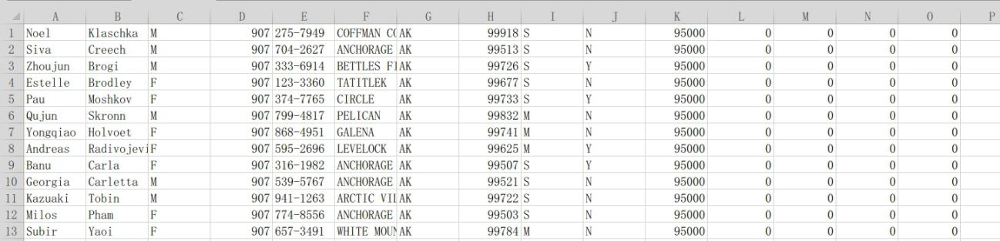 A B C D E F G H I J K L M N O P
1 Noel Klaschka M 907 275-7949 COFFMAN CO AK 99918 S N 95000 0 0 0 0
2 Siva Creech M 907 704-2627 ANCHORAGE AK 99513 S N 95000 0 0 0 0
3 Zhoujun Brogi M 907 333-6914 BETTLES FI AK 99726 S Y 95000 0 0 0 0
4 Estelle Brodley F 907 123-3360 TATITLEK AK 99677 S N 95000 0 0 0 0
5 Pau Moshkov F 907 374-7765 CIRCLE AK 99733 S Y 95000 0 0 0 0
6 Qujun Skronn M 907 799-4817 PELICAN AK 99832 M N 95000 0 0 0 0
7 Yongqiao Holvoet F 907 868-4951 GALENA AK 99741 M N 95000 0 0 0 0
8 Andreas Radivojevi F 907 595-2696 LEVELOCK AK 99625 M Y 95000 0 0 0 0
9 Banu Carla F 907 316-1982 ANCHORAGE AK 99507 S Y 95000 0 0 0 0
10 Georgia Carletta M 907 539-5767 ANCHORAGE AK 99521 S N 95000 0 0 0 0
11 Kazuaki Tobin M 907 941-1263 ARCTIC VIL AK 99722 S N 95000 0 0 0 0
12 Milos Pham F 907 774-8556 ANCHORAGE AK 99503 S N 95000 0 0 0 0
13 Subir Yaoi F 907 657-3491 WHITE MOUN AK 99784 M N 95000 0 0 0 0